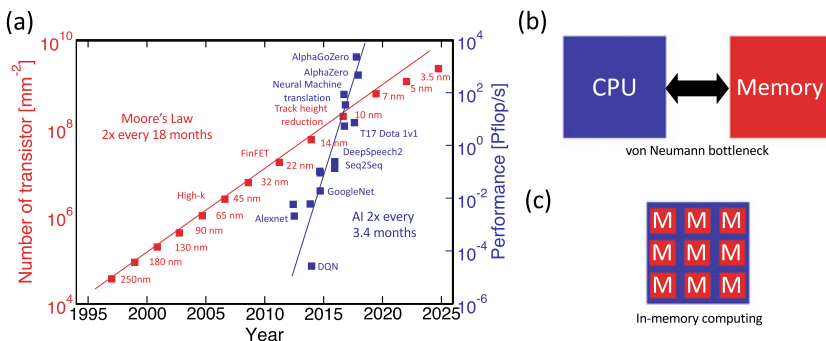 (a)
1995 2000 2005 2010 2015 2020 2025
10^10
10^8
10^6
10^4
Number of transistor [mm^-2]
Year
10^4
10^2
10^0
10^-2
10^-4
10^-6
Performance [Pflop/s]
Moore's Law
2x every 18 months
AlphaGoZero
AlphaZero
Neural Machine
translation
Track height
reduction
T17 Dota 1v1
DeepSpeech2
Seq2Seq
GoogleNet
Alexnet
DQN
AI 2x every
3.4 months
3.5 nm
5 nm
7 nm
10 nm
14 nm
FinFET
22 nm
32 nm
High-k
45 nm
65 nm
90 nm
130 nm
180 nm
250nm
(b)
CPU
Memory
von Neumann bottleneck
(c)
M M M
M M M
M M M
In-memory computing